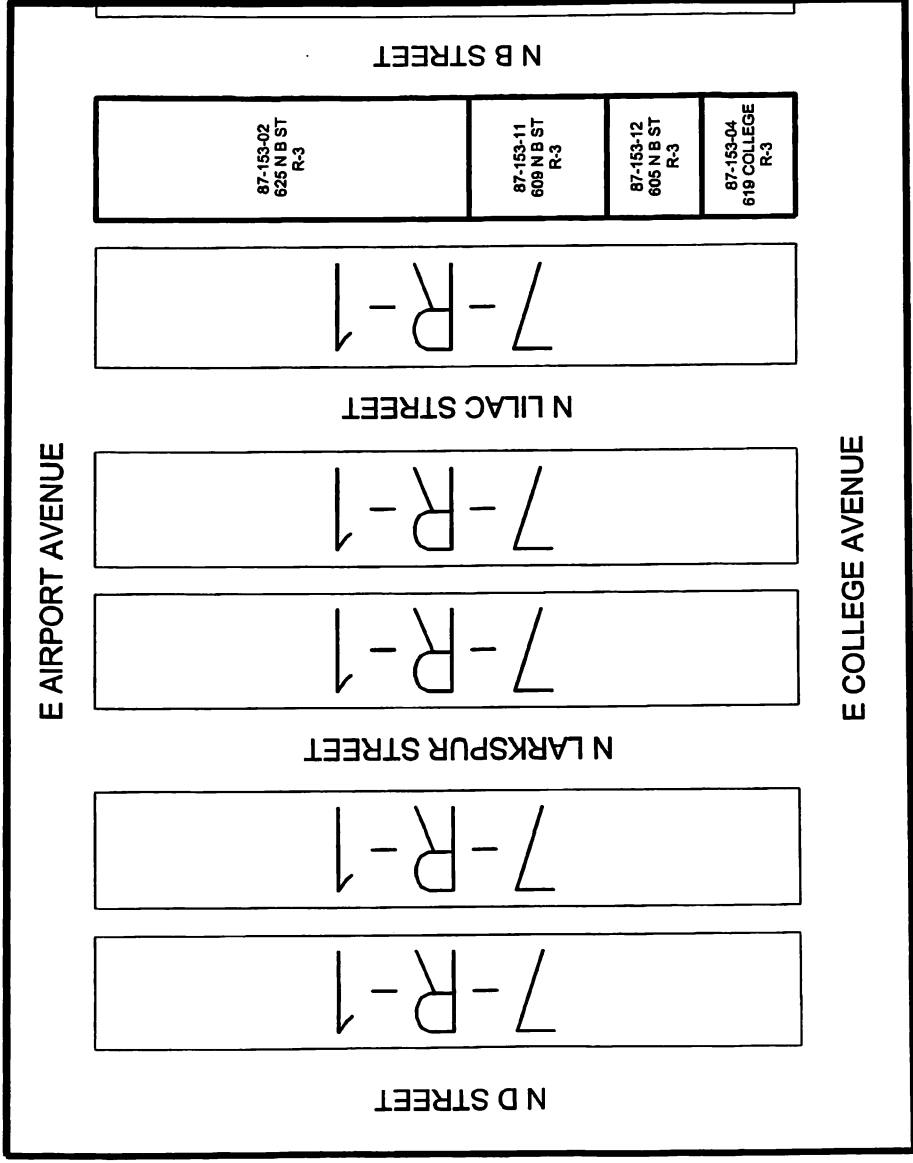 N B STREET
87-153-02
625 N B ST
R-3
87-153-11
609 N B ST
R-3
87-153-12
605 N B ST
R-3
87-153-04
619 COLLEGE
R-3
7-R-1
N LILAC STREET
E AIRPORT AVENUE
7-R-1
7-R-1
E COLLEGE AVENUE
N LARKSPUR STREET
7-R-1
7-R-1
N D STREET